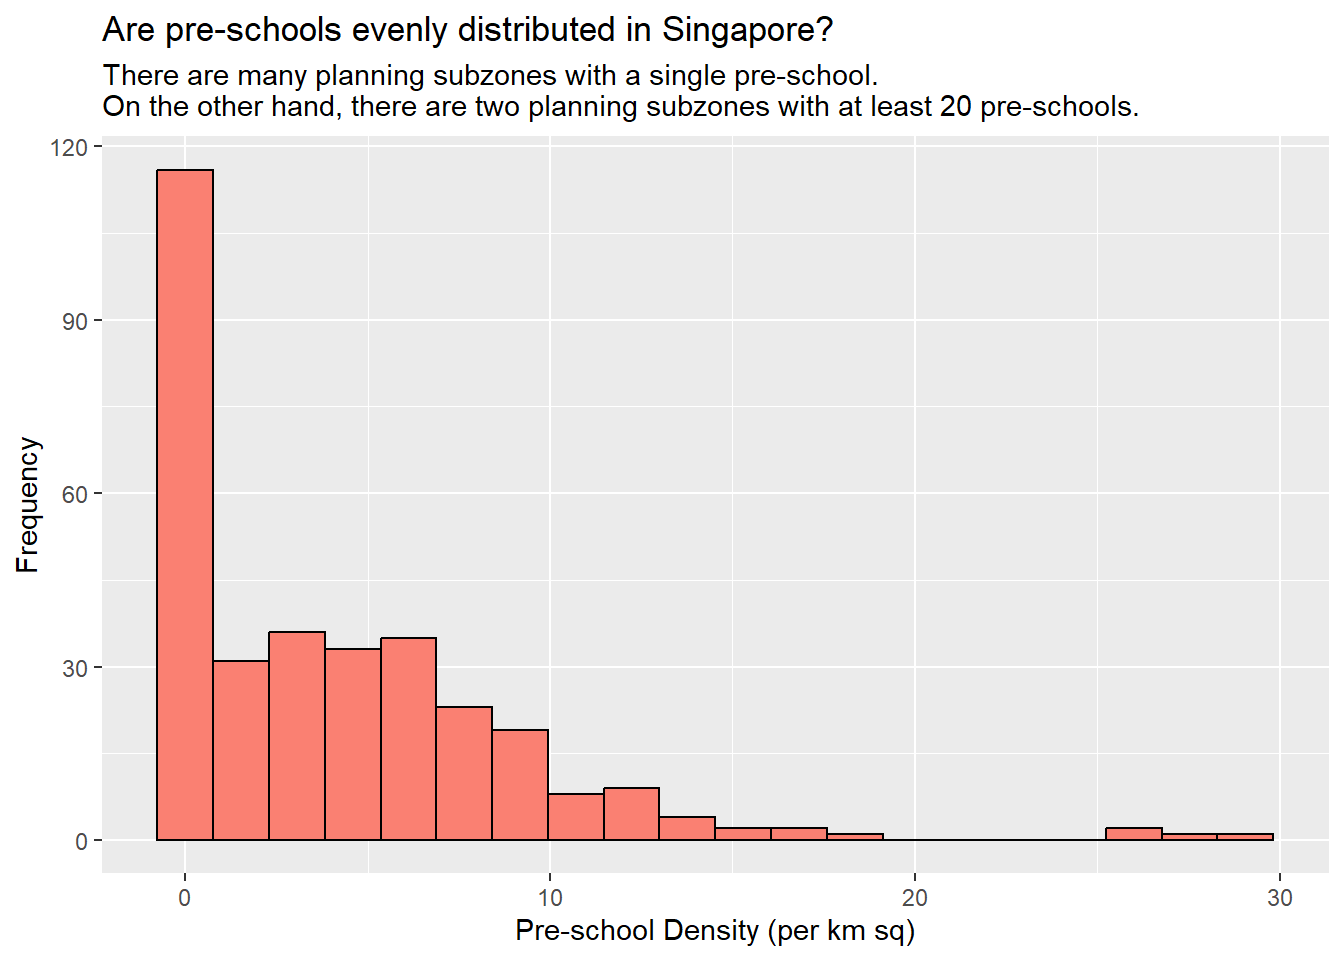 Are pre-schools evenly distributed in Singapore?
There are many planning subzones with a single pre-school.
On the other hand, there are two planning subzones with at least 20 pre-schools.
120
90
60
30
0
Frequency
0
10
20
30
Pre-school Density (per km sq)